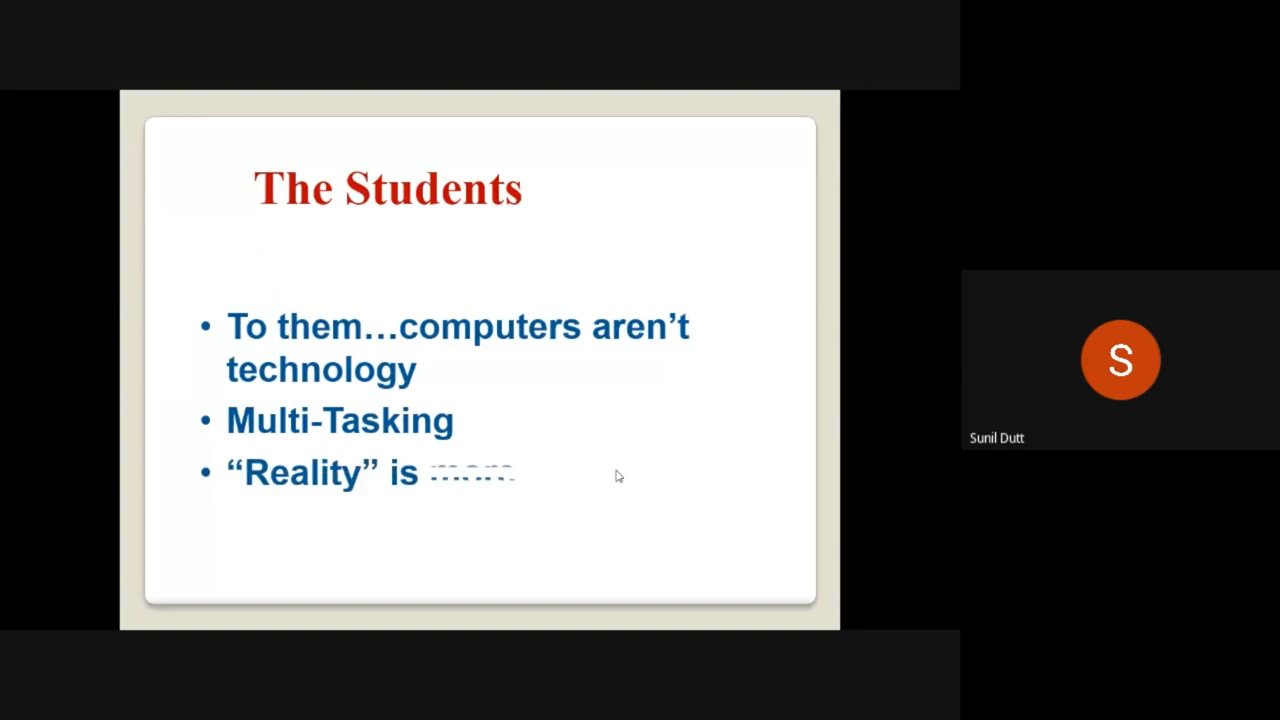 The Students
• To them…computers aren’t
technology
• Multi-Tasking
• “Reality” is
S
Sunil Dutt